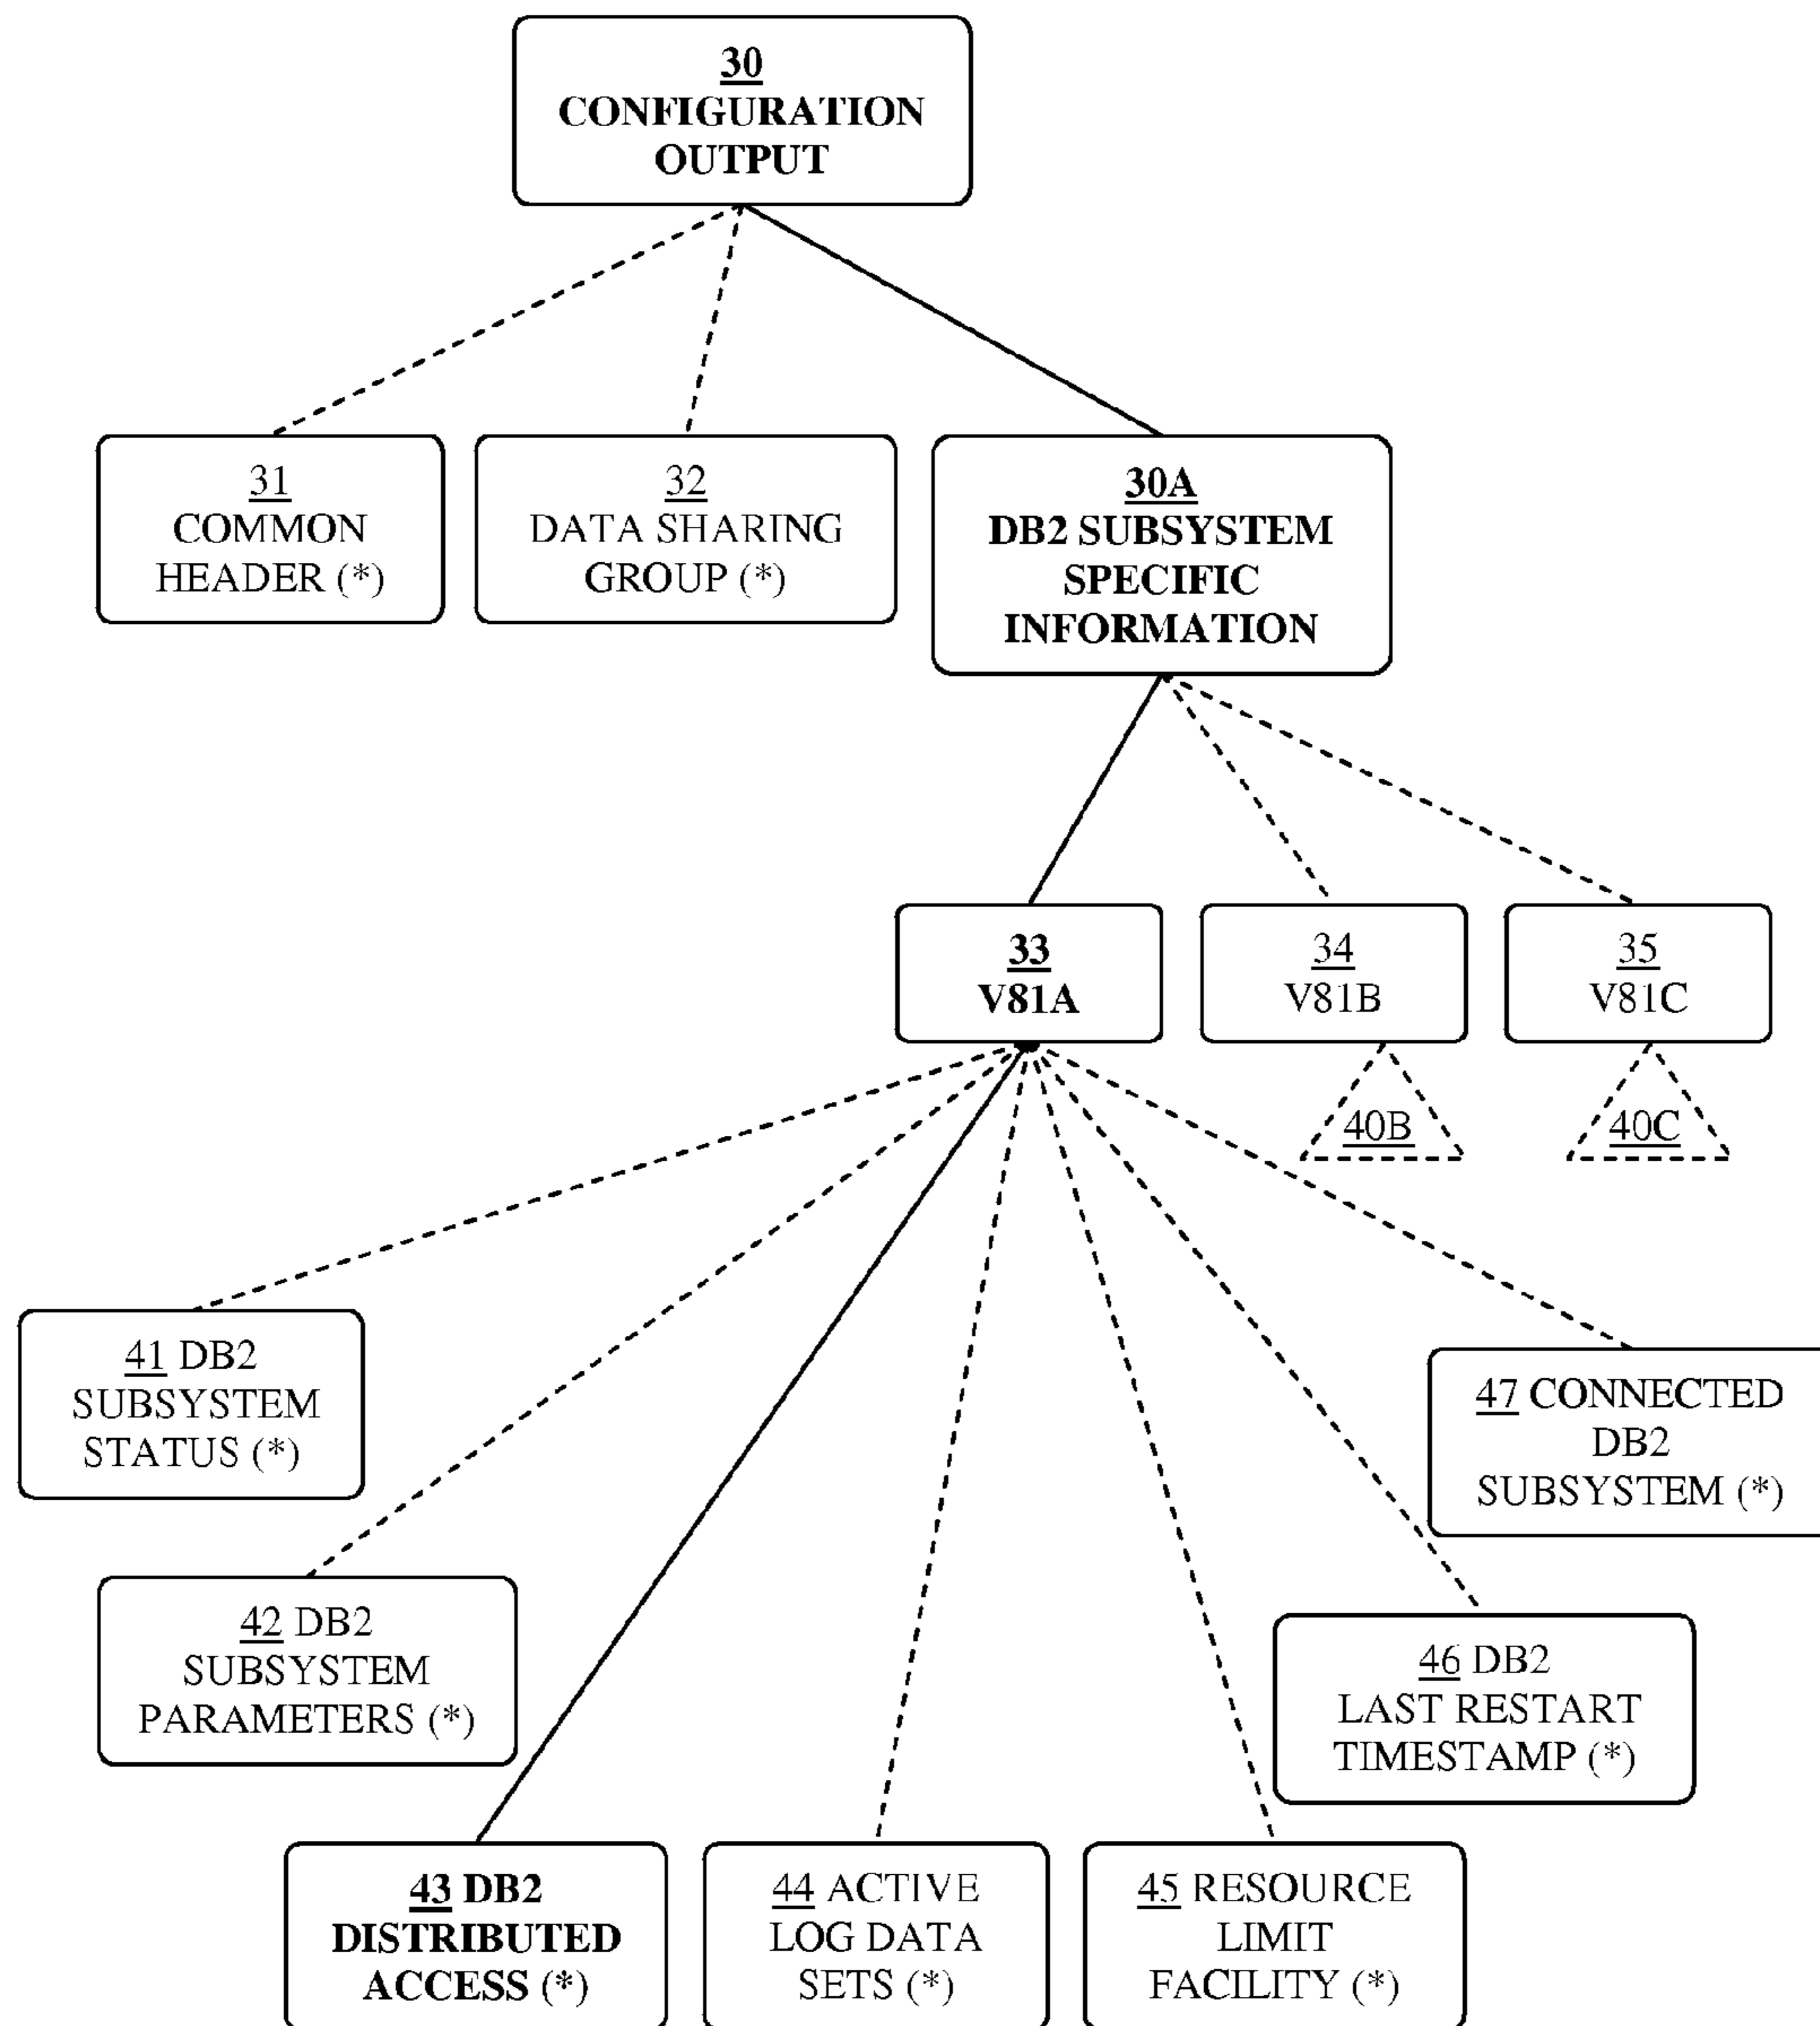 30
CONFIGURATION
OUTPUT
31
COMMON
HEADER (*)
32
DATA SHARING
GROUP (*)
30A
DB2 SUBSYSTEM
SPECIFIC
INFORMATION
33
V81A
34
V81B
35
V81C
40B
40C
41 DB2
SUBSYSTEM
STATUS (*)
47 CONNECTED
DB2
SUBSYSTEM (*)
42 DB2
SUBSYSTEM
PARAMETERS (*)
46 DB2
LAST RESTART
TIMESTAMP (*)
43 DB2
DISTRIBUTED
ACCESS (*)
44 ACTIVE
LOG DATA
SETS (*)
45 RESOURCE
LIMIT
FACILITY (*)